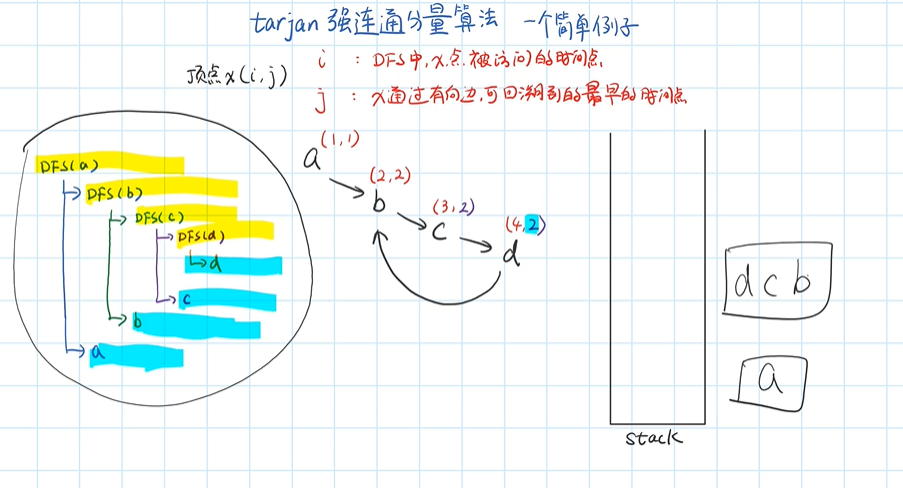 tarjan 强连通分量算法 一个简单例子
顶点x(i,j)
i : DFS中,x点被访问的时间点
j : x通过有向边,可回溯到的最早的时间点
DFS(a)
DFS(b)
DFS(c)
DFS(d)
d
c
b
a
a (1,1)
b (2,2)
c (3,2)
d (4,2)
d c b
a
stack